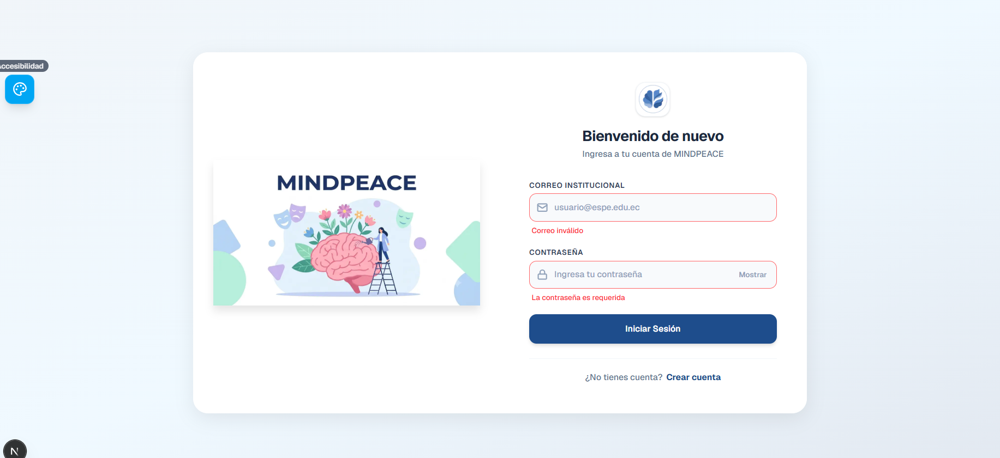 Accesibilidad
MINDPEACE
Bienvenido de nuevo
Ingresa a tu cuenta de MINDPEACE
CORREO INSTITUCIONAL
usuario@espe.edu.ec
Correo inválido
CONTRASEÑA
Ingresa tu contraseña
Mostrar
La contraseña es requerida
Iniciar Sesión
¿No tienes cuenta? Crear cuenta
N